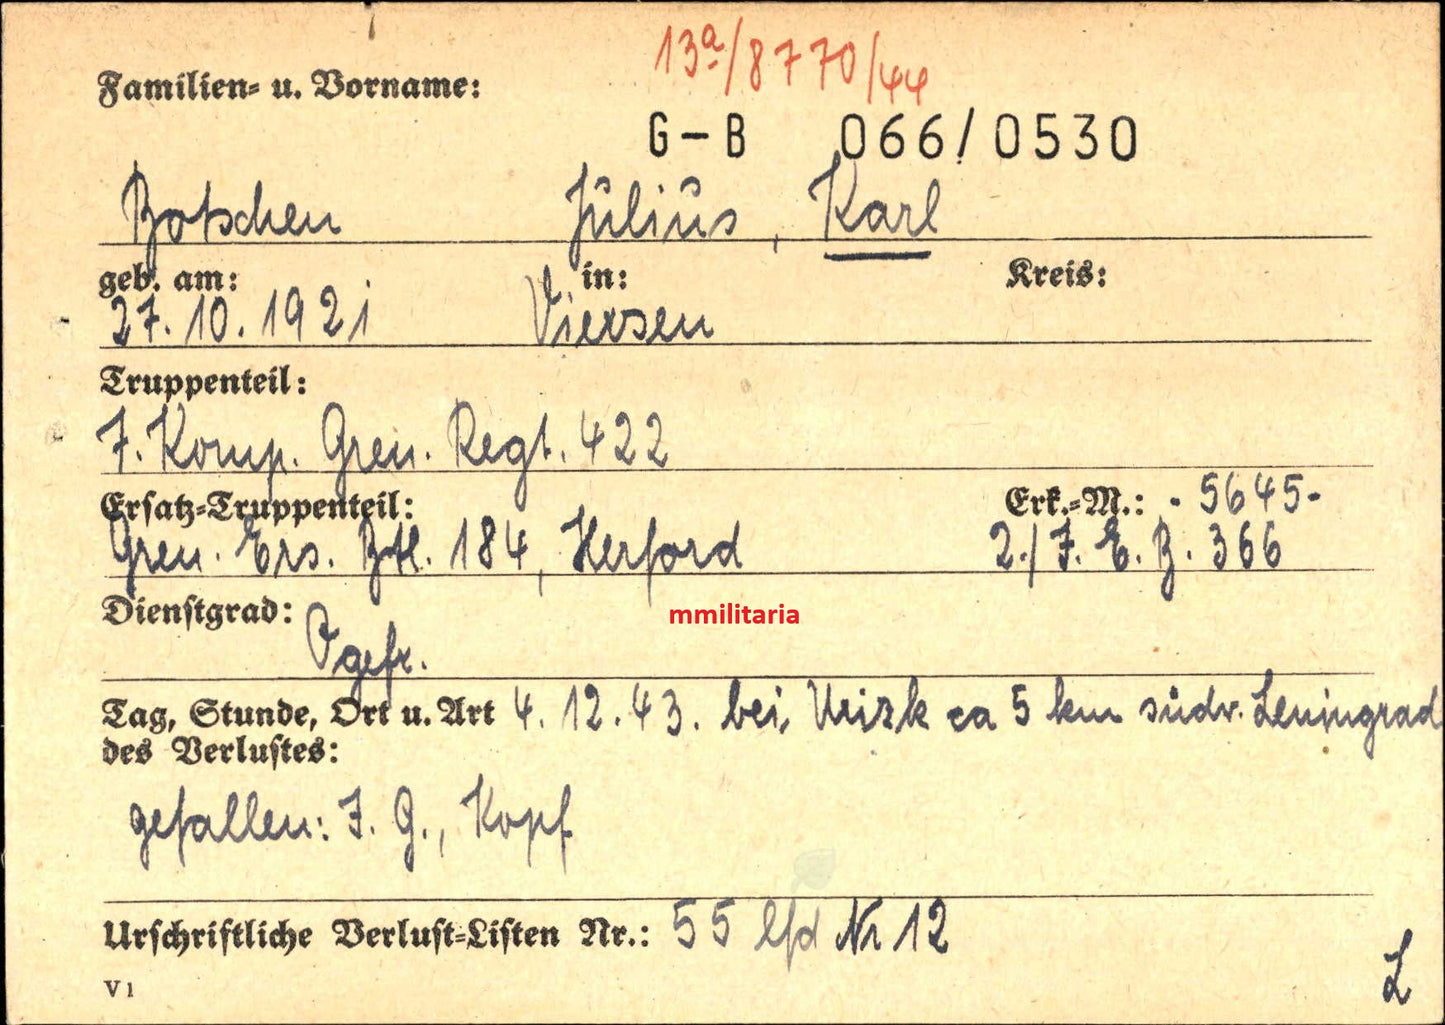 13a/8770/44
Familien- u. Vorname:
G-B 066/0530
Botschen Julius, Karl
geb. am: in: Kreis:
27.10.1921 Viersen
Truppenteil:
7. Komp. Gren. Regt. 422
Ersatz-Truppenteil: Erk.-M.: -5645-
Gren. Ers. Btl. 184, Herford 2./J.E.B. 366
Dienstgrad:
Ogefr.
mmilitaria
Tag, Stunde, Ort u. Art 4.12.43. bei Urizk ca 5 km südw. Leningrad
des Verlustes:
gefallen: J.G., Kopf
Urschriftliche Verlust-Listen Nr.: 55 lfd Nr 12
V 1
L